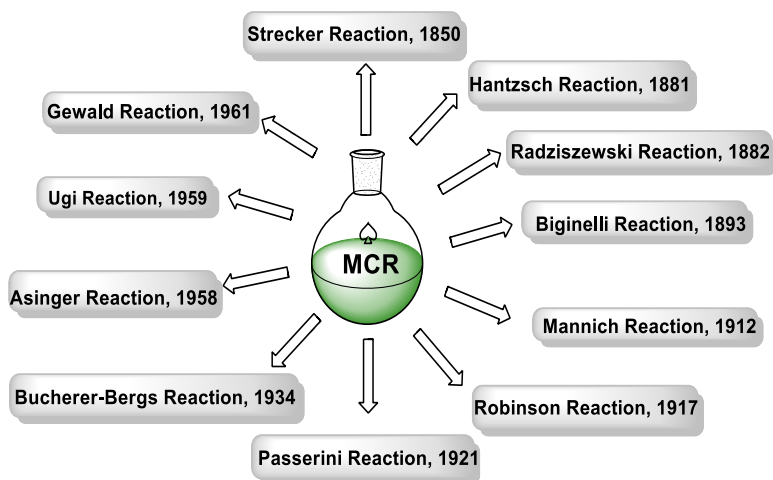 Strecker Reaction, 1850
Hantzsch Reaction, 1881
Radziszewski Reaction, 1882
Biginelli Reaction, 1893
Mannich Reaction, 1912
Robinson Reaction, 1917
Passerini Reaction, 1921
Bucherer-Bergs Reaction, 1934
Asinger Reaction, 1958
Ugi Reaction, 1959
Gewald Reaction, 1961
MCR